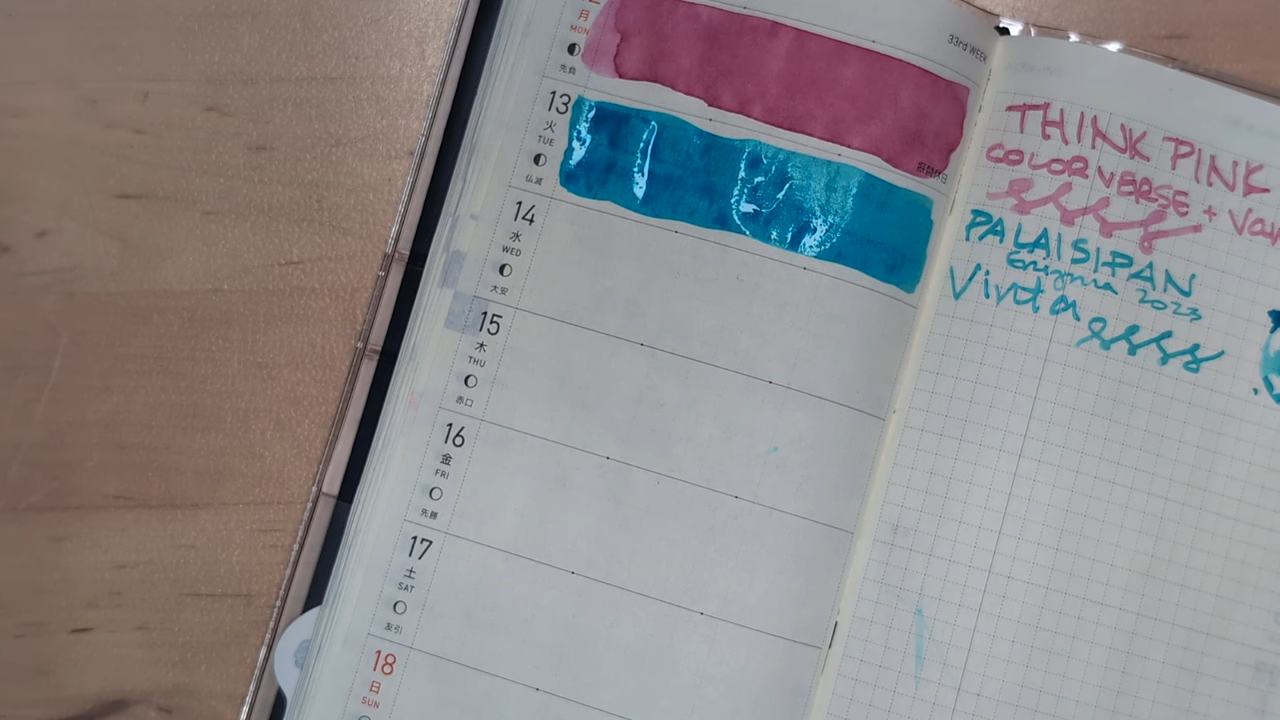 月
MON
先負
33rd WEEK
13
火
TUE
仏滅
14
水
WED
大安
15
木
THU
赤口
16
金
FRI
先勝
17
土
SAT
友引
18
日
SUN
THINK PINK
COLORVERSE +
PALAISIPAN
Enigma 2023
Vinta